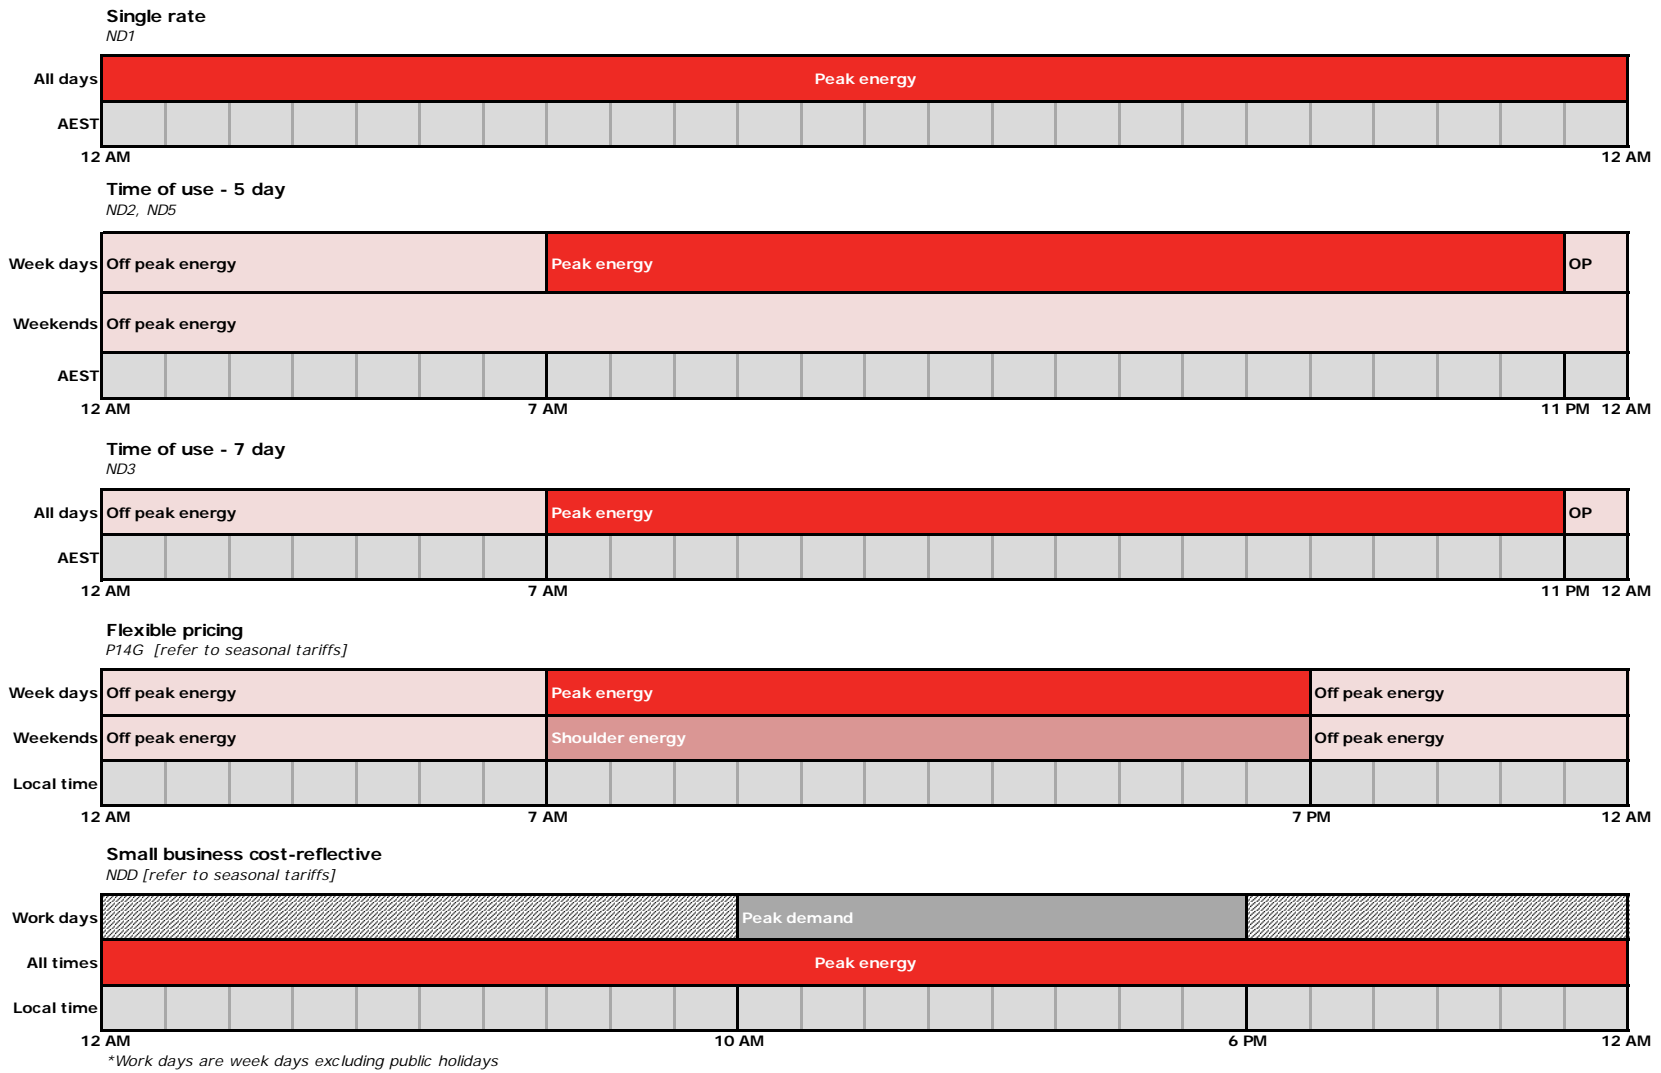 Single rate
ND1
All days Peak energy
AEST
12 AM 12 AM
Time of use - 5 day
ND2, ND5
Week days Off peak energy Peak energy OP
Weekends Off peak energy
AEST
12 AM 7 AM 11 PM 12 AM
Time of use - 7 day
ND3
All days Off peak energy Peak energy OP
AEST
12 AM 7 AM 11 PM 12 AM
Flexible pricing
P14G [refer to seasonal tariffs]
Week days Off peak energy Peak energy Off peak energy
Weekends Off peak energy Shoulder energy Off peak energy
Local time
12 AM 7 AM 7 PM 12 AM
Small business cost-reflective
NDD [refer to seasonal tariffs]
Work days Peak demand
All times Peak energy
Local time
12 AM 10 AM 6 PM 12 AM
*Work days are week days excluding public holidays